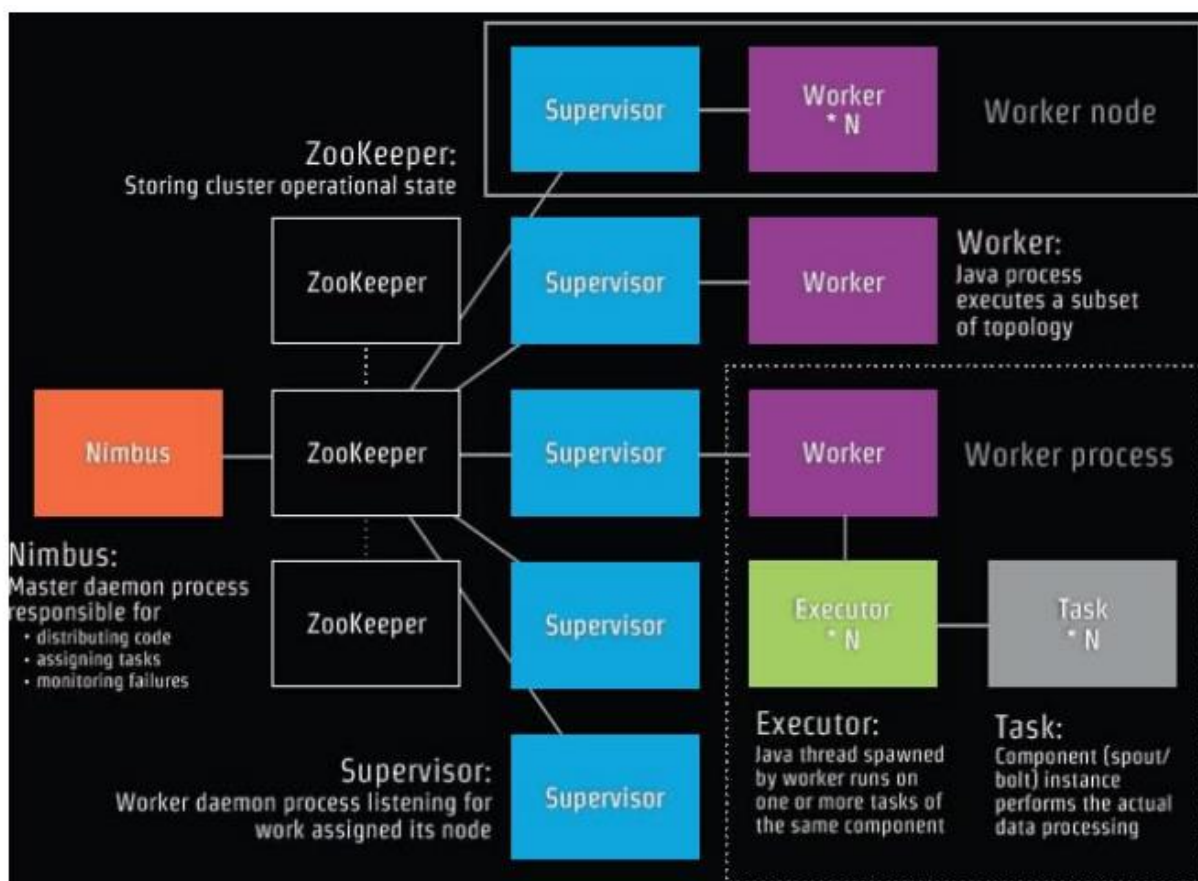 Supervisor
Worker
* N
Worker node
ZooKeeper:
Storing cluster operational state
ZooKeeper
Supervisor
Worker
Worker:
Java process
executes a subset
of topology
Nimbus
ZooKeeper
Supervisor
Worker
Worker process
Nimbus:
Master daemon process
responsible for
• distributing code
• assigning tasks
• monitoring failures
ZooKeeper
Supervisor
Executor
* N
Task
* N
Executor:
Java thread spawned
by worker runs on
one or more tasks of
the same component
Task:
Component (spout/
bolt) instance
performs the actual
data processing
Supervisor:
Worker daemon process listening for
work assigned its node
Supervisor